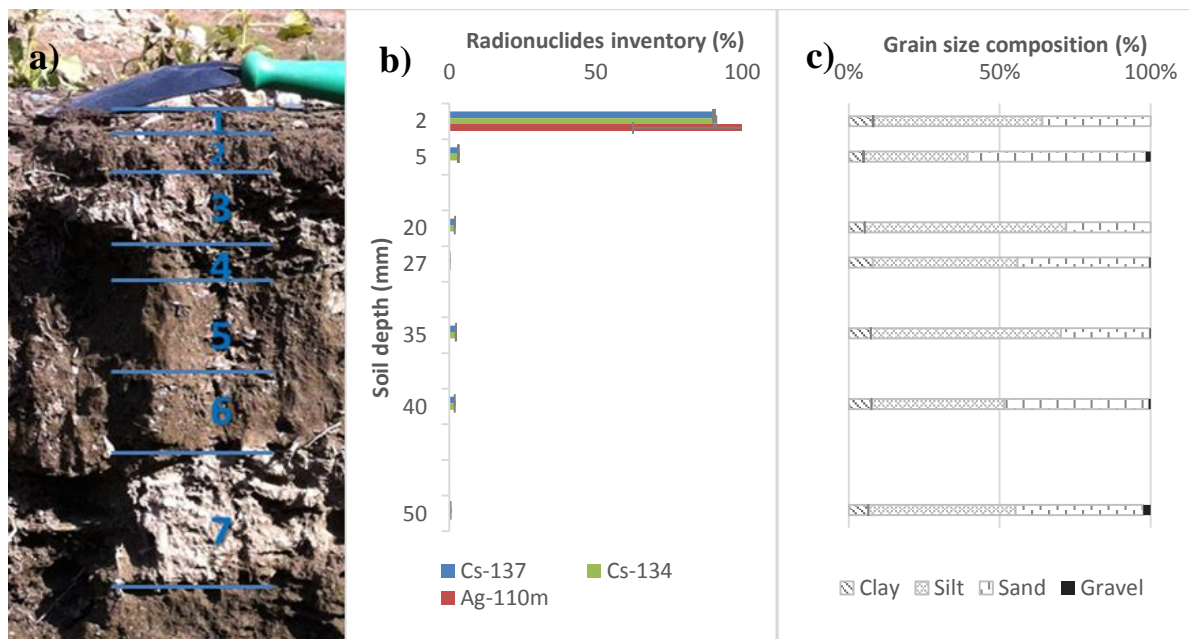 a)
1
2
3
4
5
6
7
b)
Radionuclides inventory (%)
0 50 100
Soil depth (mm)
2
5
20
27
35
40
50
Cs-137 Cs-134
Ag-110m
c)
Grain size composition (%)
0% 50% 100%
Clay Silt Sand Gravel